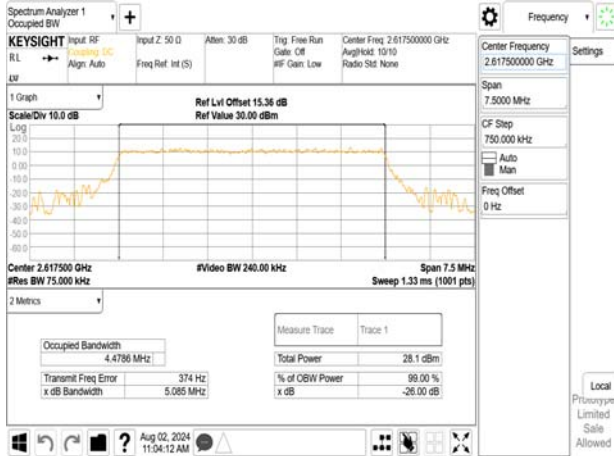 Spectrum Analyzer 1
Occupied BW
+
Frequency
KEYSIGHT
RL
Input: RF
Coupling: DC
Align: Auto
Input Z: 50 Ω
Freq Ref: Int (S)
Atten: 30 dB
Trig: Free Run
Gate: Off
#IF Gain: Low
Center Freq: 2.617500000 GHz
Avg|Hold: 10/10
Radio Std: None
1 Graph
Scale/Div 10.0 dB
Ref Lvl Offset 15.36 dB
Ref Value 30.00 dBm
Log
20.0
10.0
0.00
-10.0
-20.0
-30.0
-40.0
-50.0
-60.0
Center 2.617500 GHz
#Res BW 75.000 kHz
#Video BW 240.00 kHz
Span 7.5 MHz
Sweep 1.33 ms (1001 pts)
2 Metrics
Measure Trace Trace 1
Occupied Bandwidth
4.4786 MHz
Total Power 28.1 dBm
Transmit Freq Error 374 Hz
% of OBW Power 99.00 %
x dB Bandwidth 5.085 MHz
x dB -26.00 dB
?
Aug 02, 2024
11:04:12 AM
Center Frequency
2.617500000 GHz
Settings
Span
7.5000 MHz
CF Step
750.000 kHz
Auto
Man
Freq Offset
0 Hz
Local
Prototype
Limited
Sale
Allowed